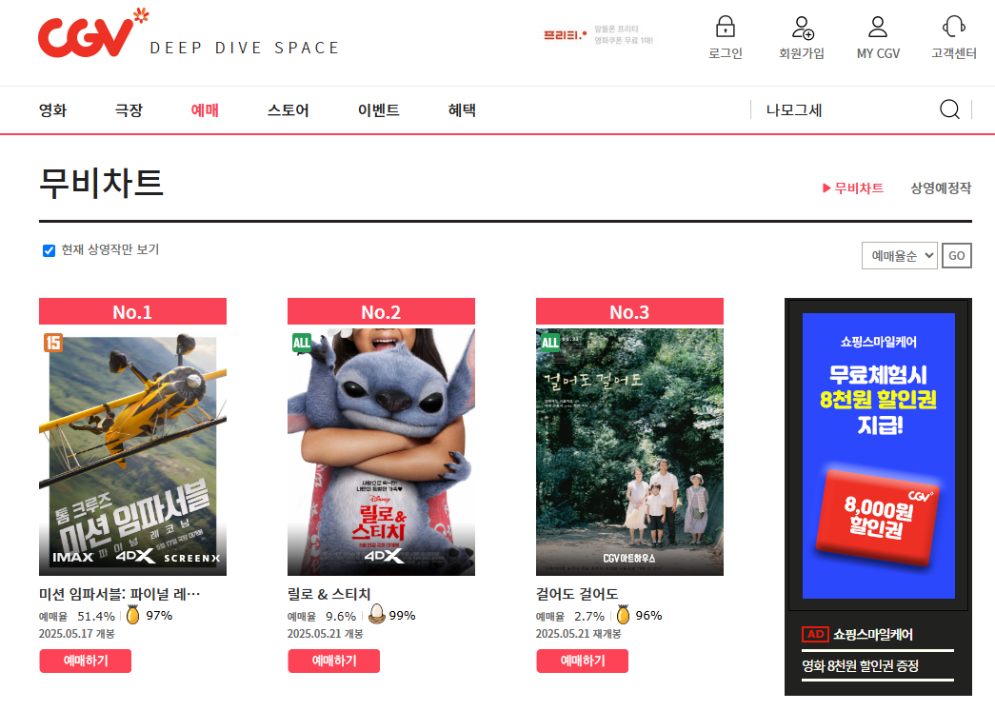 CGV
DEEP DIVE SPACE
로그인
회원가입
MY CGV
고객센터
영화
극장
예매
스토어
이벤트
혜택
나모그세
무비차트
무비차트
상영예정작
현재 상영작만 보기
예매율순
GO
No.1
15
톰 크루즈
미션 임파서블
파이널 레코닝
IMAX 4DX SCREENX
미션 임파서블: 파이널 레…
예매율 51.4% 97%
2025.05.17 개봉
예매하기
No.2
ALL
Disney
릴로&
스티치
4DX
릴로 & 스티치
예매율 9.6% 99%
2025.05.21 개봉
예매하기
No.3
ALL
걸어도 걸어도
CGV아트하우스
걸어도 걸어도
예매율 2.7% 96%
2025.05.21 재개봉
예매하기
쇼핑스마일케어
무료체험시
8천원 할인권
지급!
CGV
8,000원
할인권
AD 쇼핑스마일케어
영화 8천원 할인권 증정